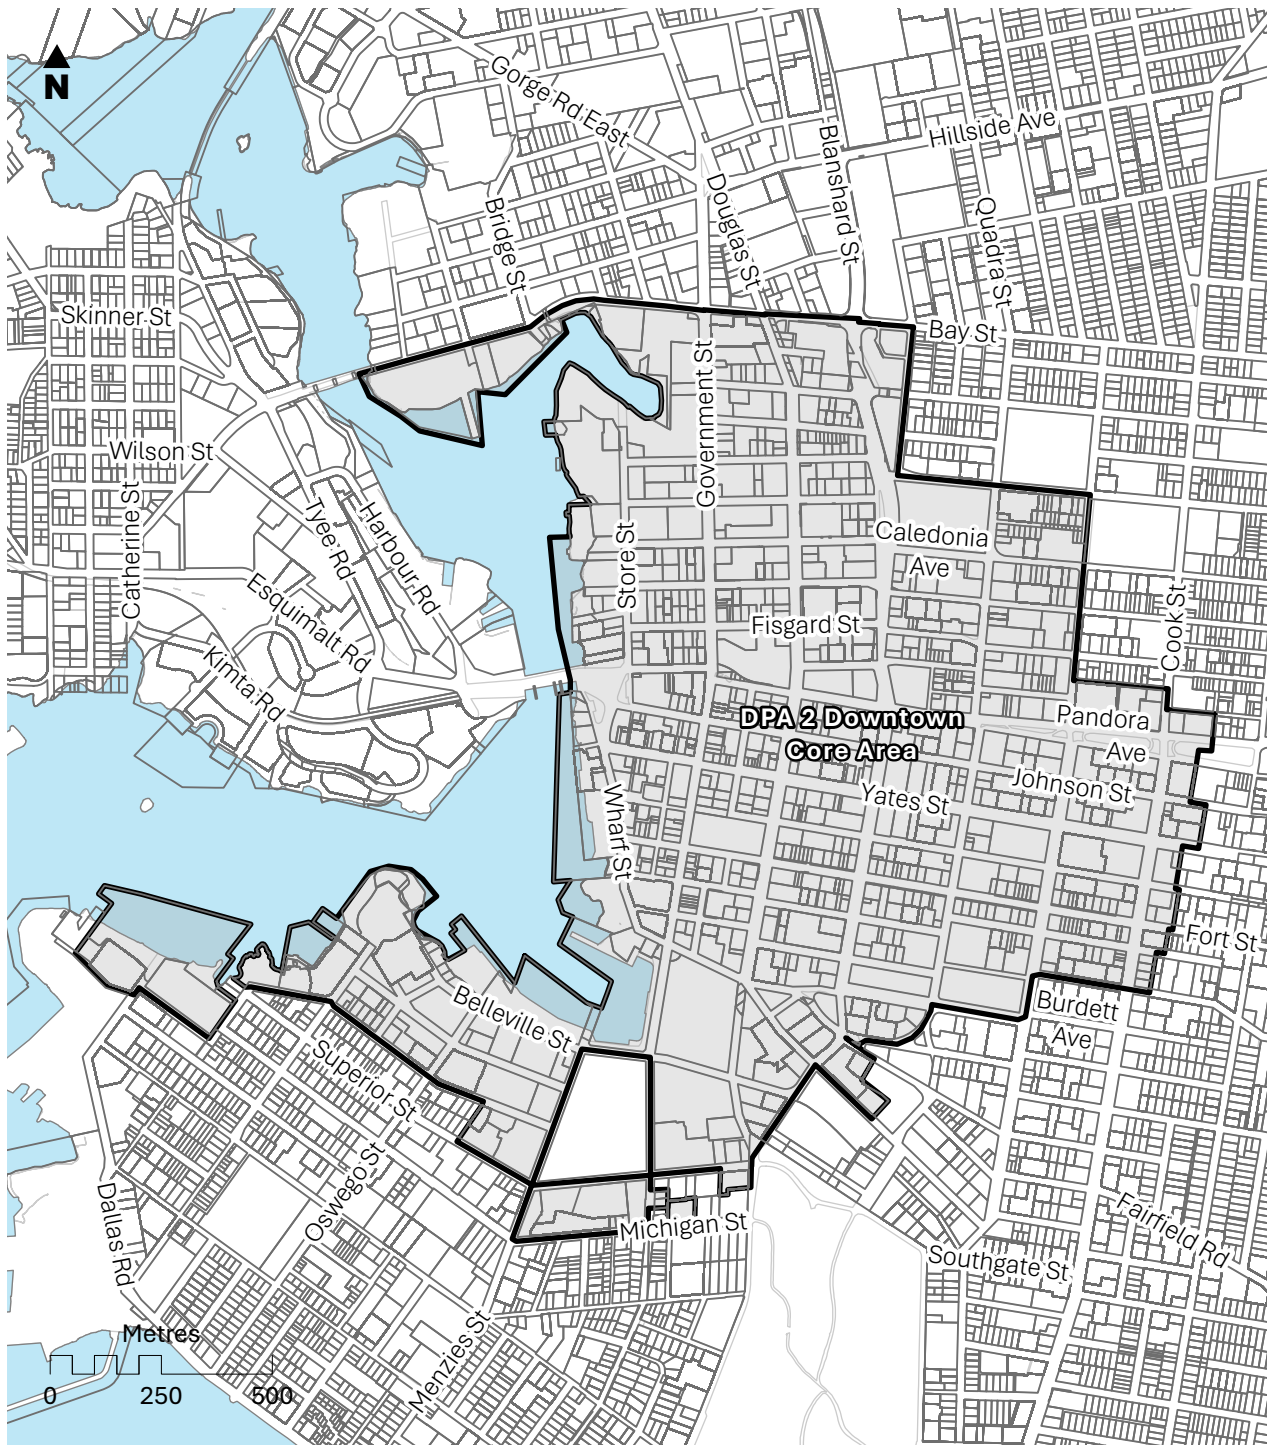 N
Gorge Rd East
Hillside Ave
Blanshard St
Douglas St
Bridge St
Quadra St
Skinner St
Bay St
Government St
Wilson St
Catherine St
Tyee Rd
Harbour Rd
Store St
Caledonia
Ave
Esquimalt Rd
Fisgard St
Cook St
Kimta Rd
DPA 2 Downtown
Core Area
Pandora
Ave
Johnson St
Yates St
Wharf St
Fort St
Belleville St
Burdett
Ave
Superior St
Oswego St
Dallas Rd
Michigan St
Fairfield Rd
Southgate St
Menzies St
Metres
0 250 500